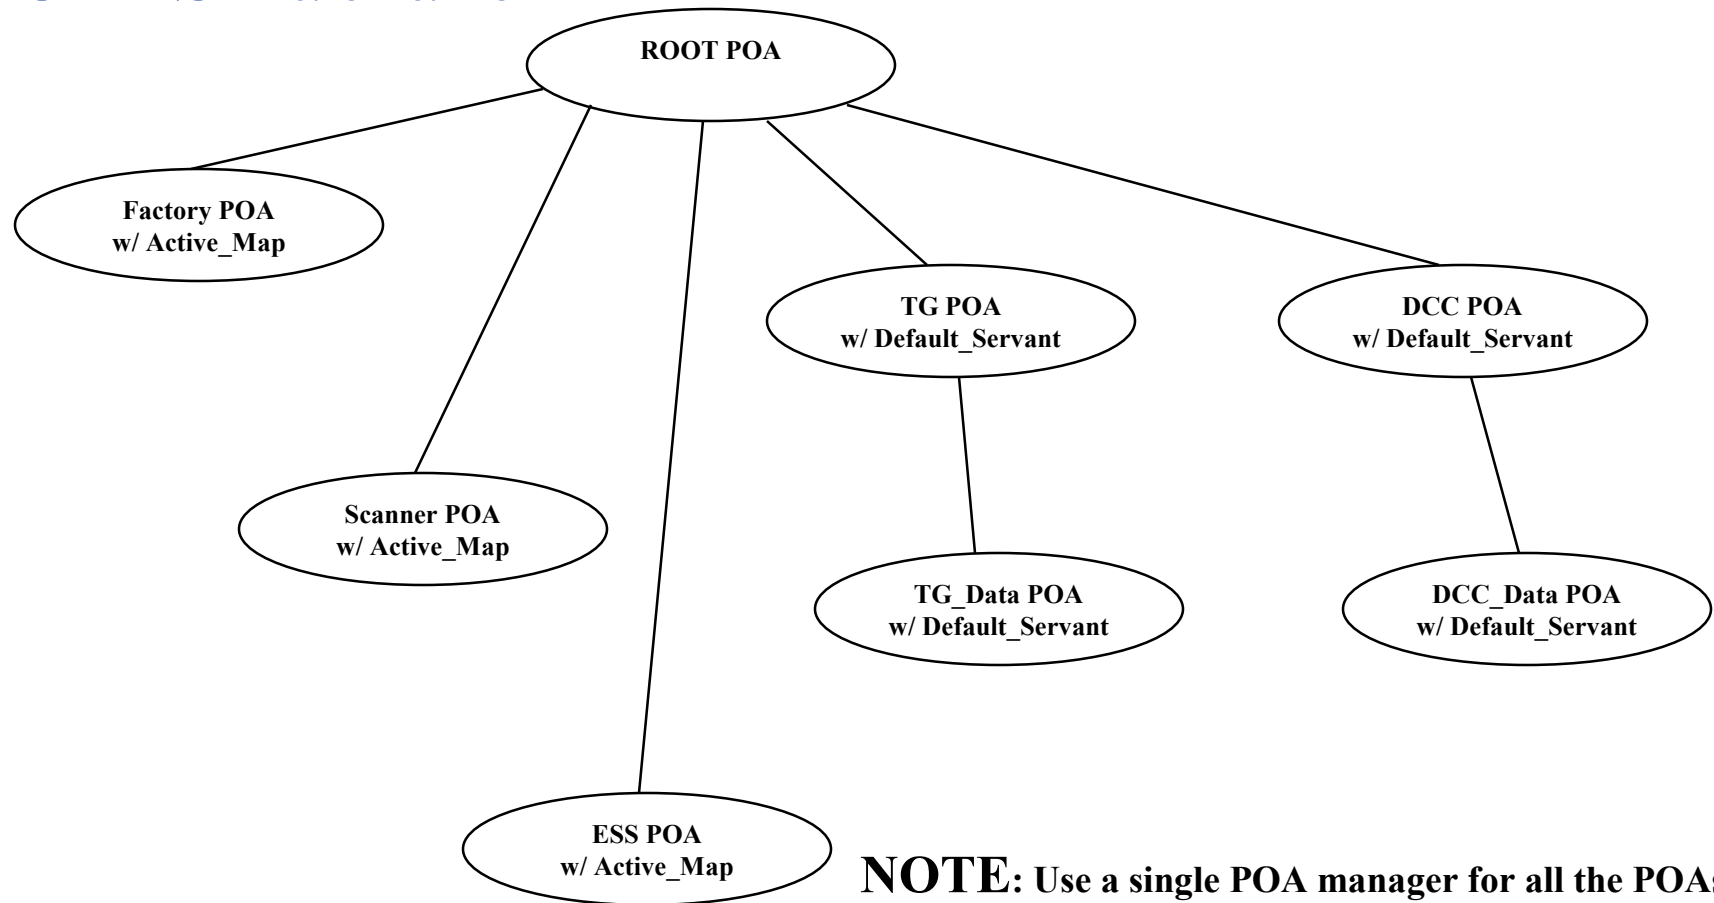 ROOT POA
Factory POA
w/ Active_Map
TG POA
w/ Default_Servant
DCC POA
w/ Default_Servant
Scanner POA
w/ Active_Map
TG_Data POA
w/ Default_Servant
DCC_Data POA
w/ Default_Servant
ESS POA
w/ Active_Map
NOTE: Use a single POA manager for all the POAs